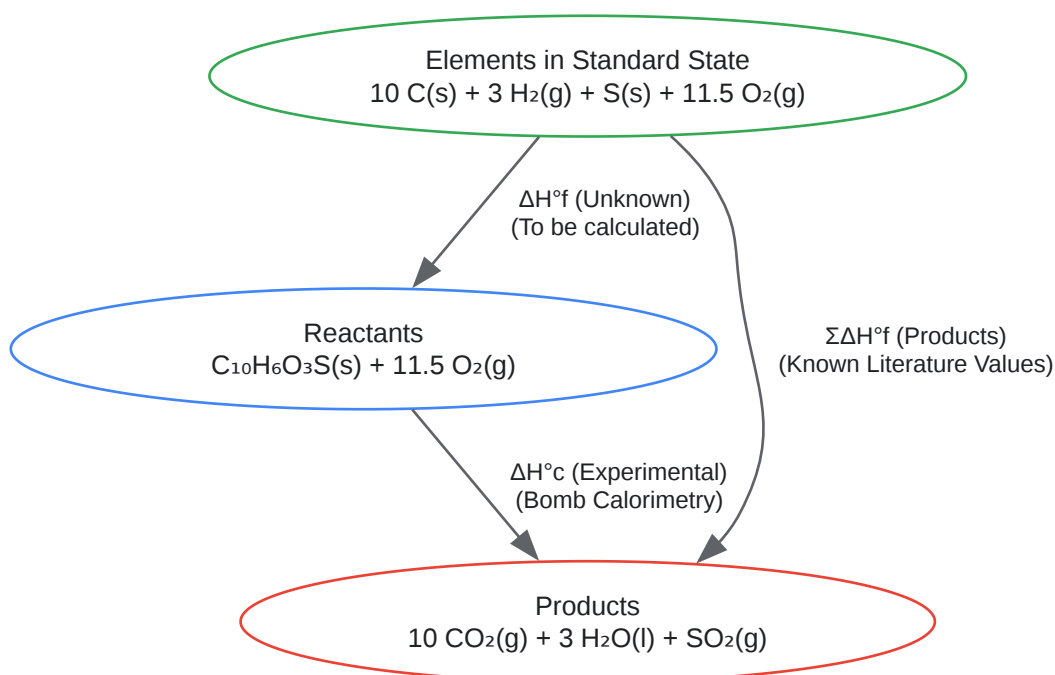 Elements in Standard State
10 C(s) + 3 H₂(g) + S(s) + 11.5 O₂(g)
ΔH°f (Unknown)
(To be calculated)
Reactants
C₁₀H₆O₃S(s) + 11.5 O₂(g)
ΣΔH°f (Products)
(Known Literature Values)
ΔH°c (Experimental)
(Bomb Calorimetry)
Products
10 CO₂(g) + 3 H₂O(l) + SO₂(g)